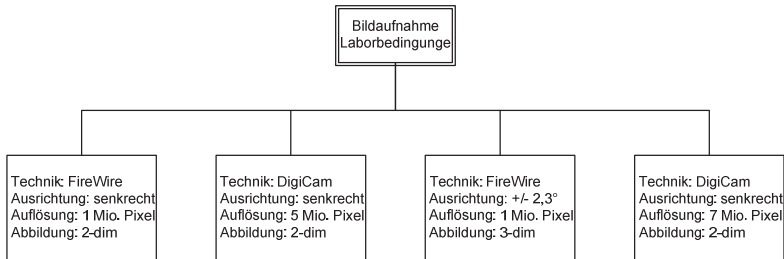 Bildaufnahme
Laborbedingunge
Technik: FireWire
Ausrichtung: senkrecht
Auflösung: 1 Mio. Pixel
Abbildung: 2-dim
Technik: DigiCam
Ausrichtung: senkrecht
Auflösung: 5 Mio. Pixel
Abbildung: 2-dim
Technik: FireWire
Ausrichtung: +/- 2,3°
Auflösung: 1 Mio. Pixel
Abbildung: 3-dim
Technik: DigiCam
Ausrichtung: senkrecht
Auflösung: 7 Mio. Pixel
Abbildung: 2-dim